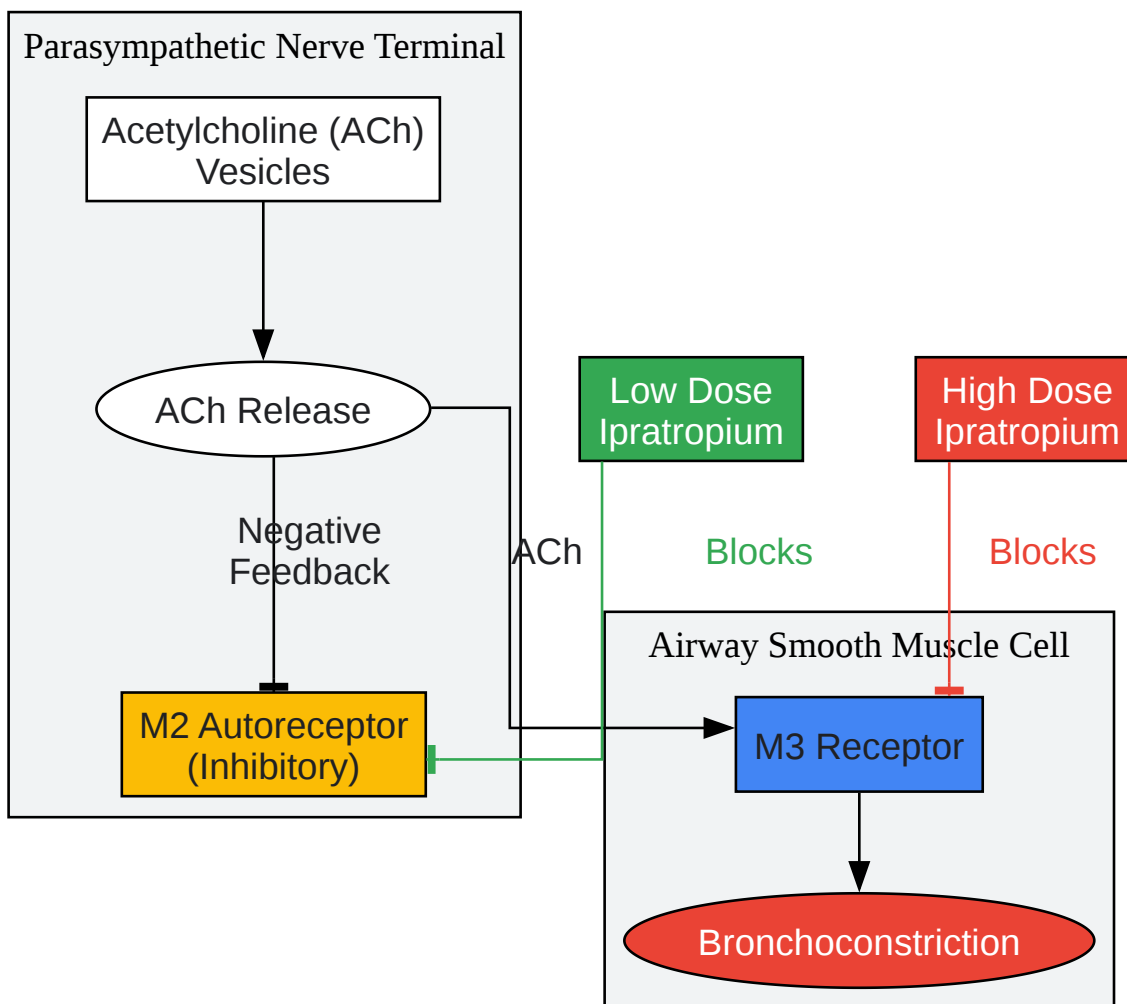 Parasympathetic Nerve Terminal
Acetylcholine (ACh)
Vesicles
ACh Release
Low Dose
Ipratropium
High Dose
Ipratropium
Negative
Feedback
ACh
Blocks
Blocks
Airway Smooth Muscle Cell
M2 Autoreceptor
(Inhibitory)
M3 Receptor
Bronchoconstriction